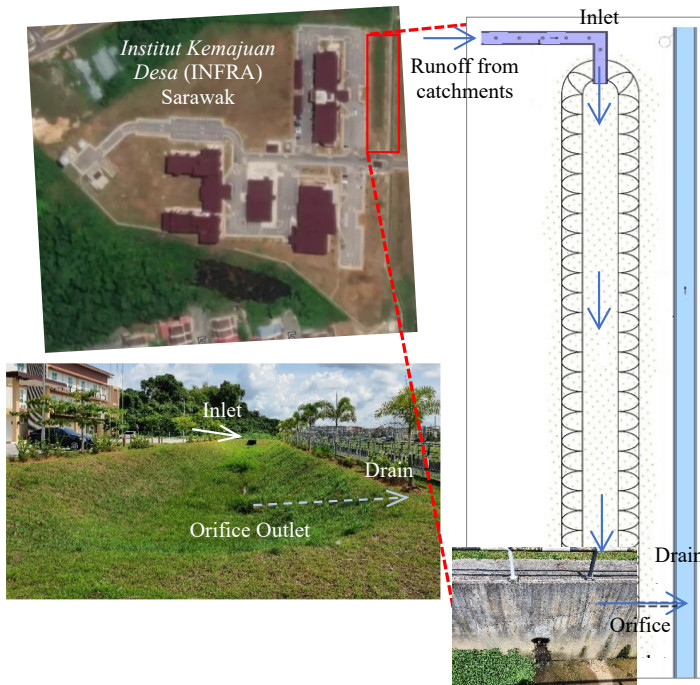 Institut Kemajuan
Desa (INFRA)
Sarawak
Inlet
Runoff from
catchments
Inlet
Drain
Orifice Outlet
Drain
Orifice